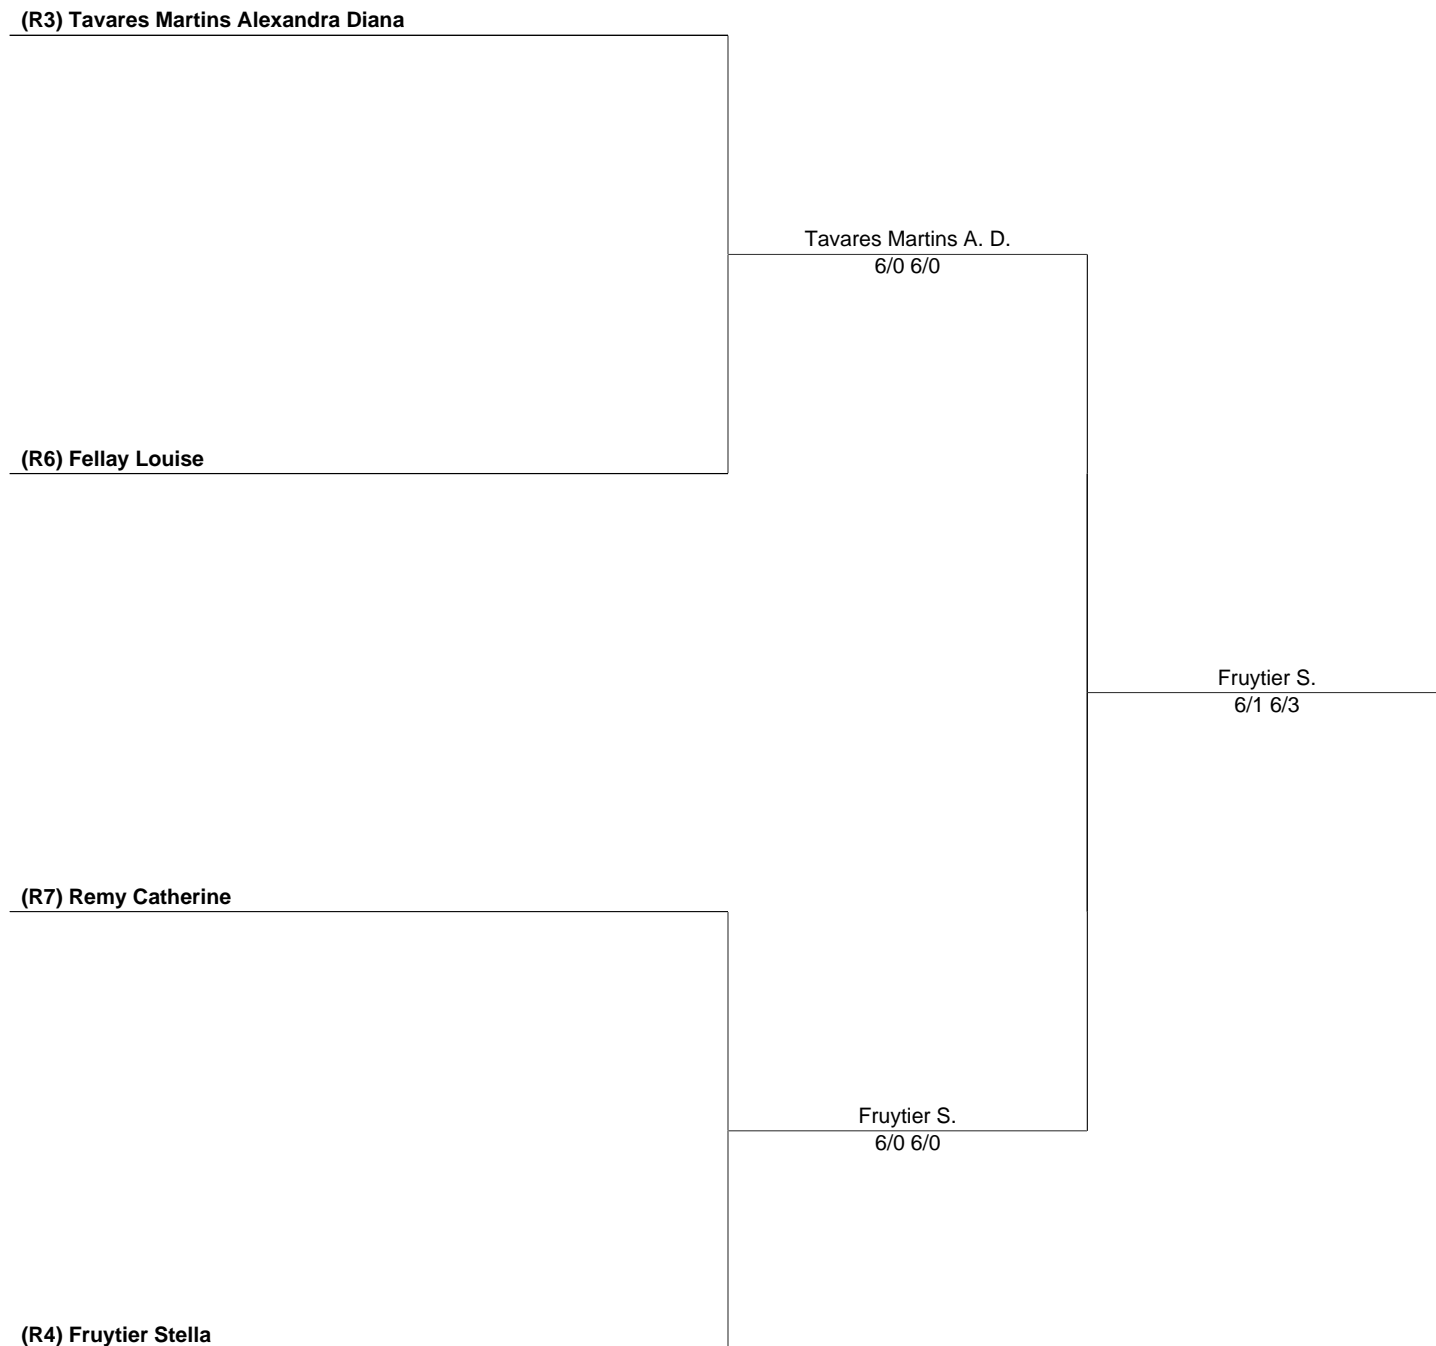 (R3) Tavares Martins Alexandra Diana
Tavares Martins A. D.
6/0 6/0
(R6) Fellay Louise
Fruytier S.
6/1 6/3
(R7) Remy Catherine
Fruytier S.
6/0 6/0
(R4) Fruytier Stella